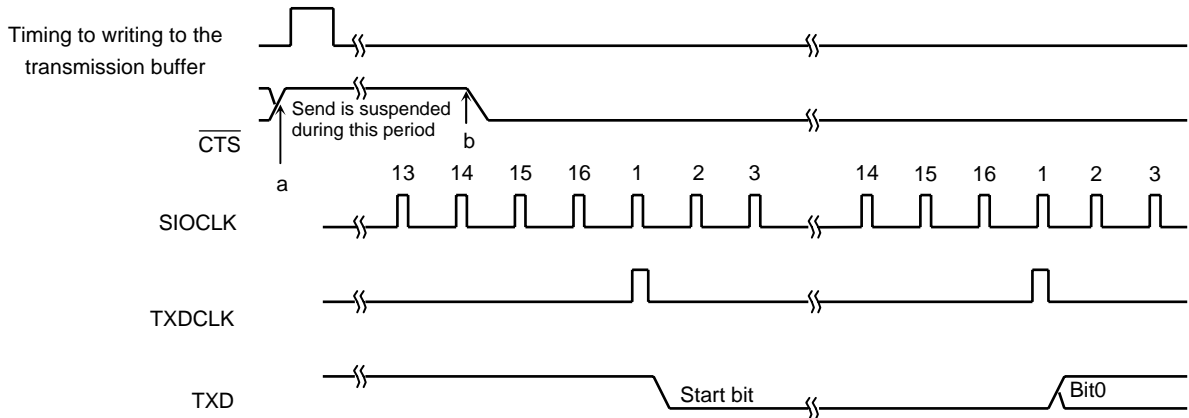 Timing to writing to the
transmission buffer
Send is suspended
during this period
CTS
a
b
13 14 15 16 1 2 3 14 15 16 1 2 3
SIOCLK
TXDCLK
TXD
Start bit
Bit0